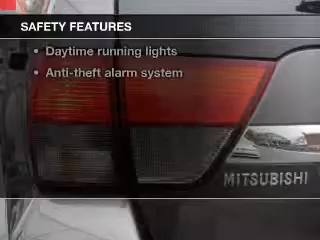 SAFETY FEATURES
• Daytime running lights
• Anti-theft alarm system
MITSUBISHI